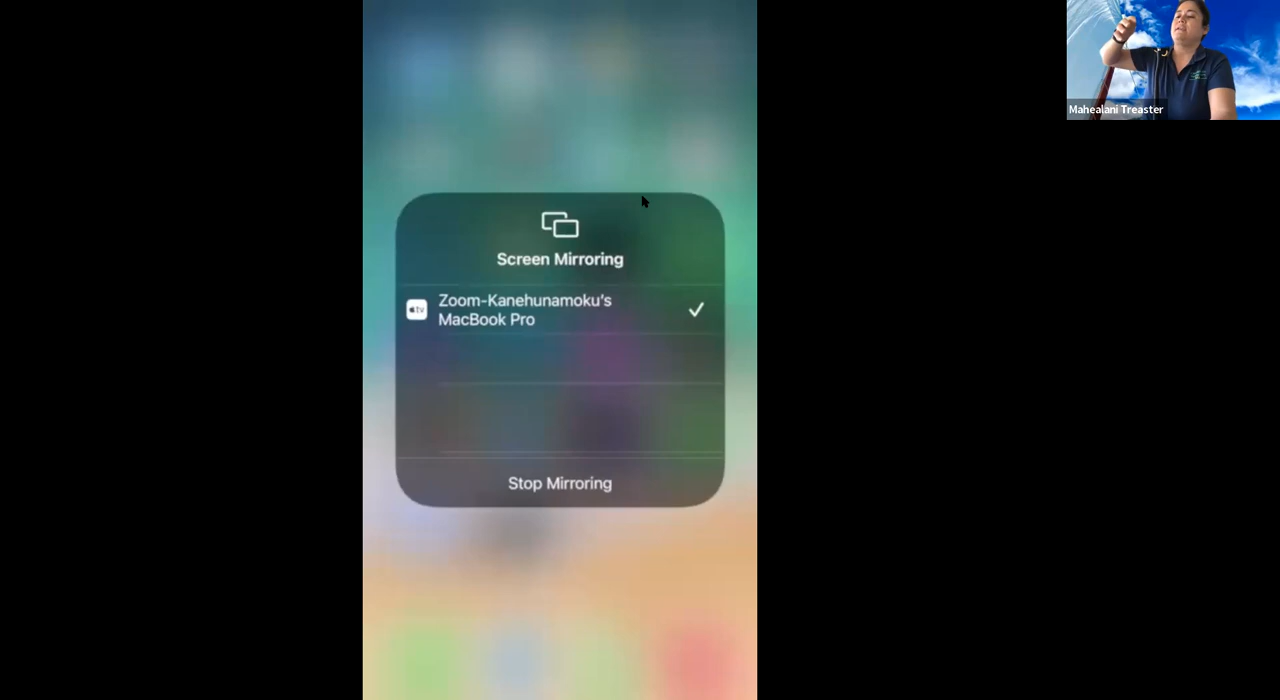 Mahealani Treaster
Screen Mirroring
tv
Zoom-Kanehunamoku's
MacBook Pro
Stop Mirroring